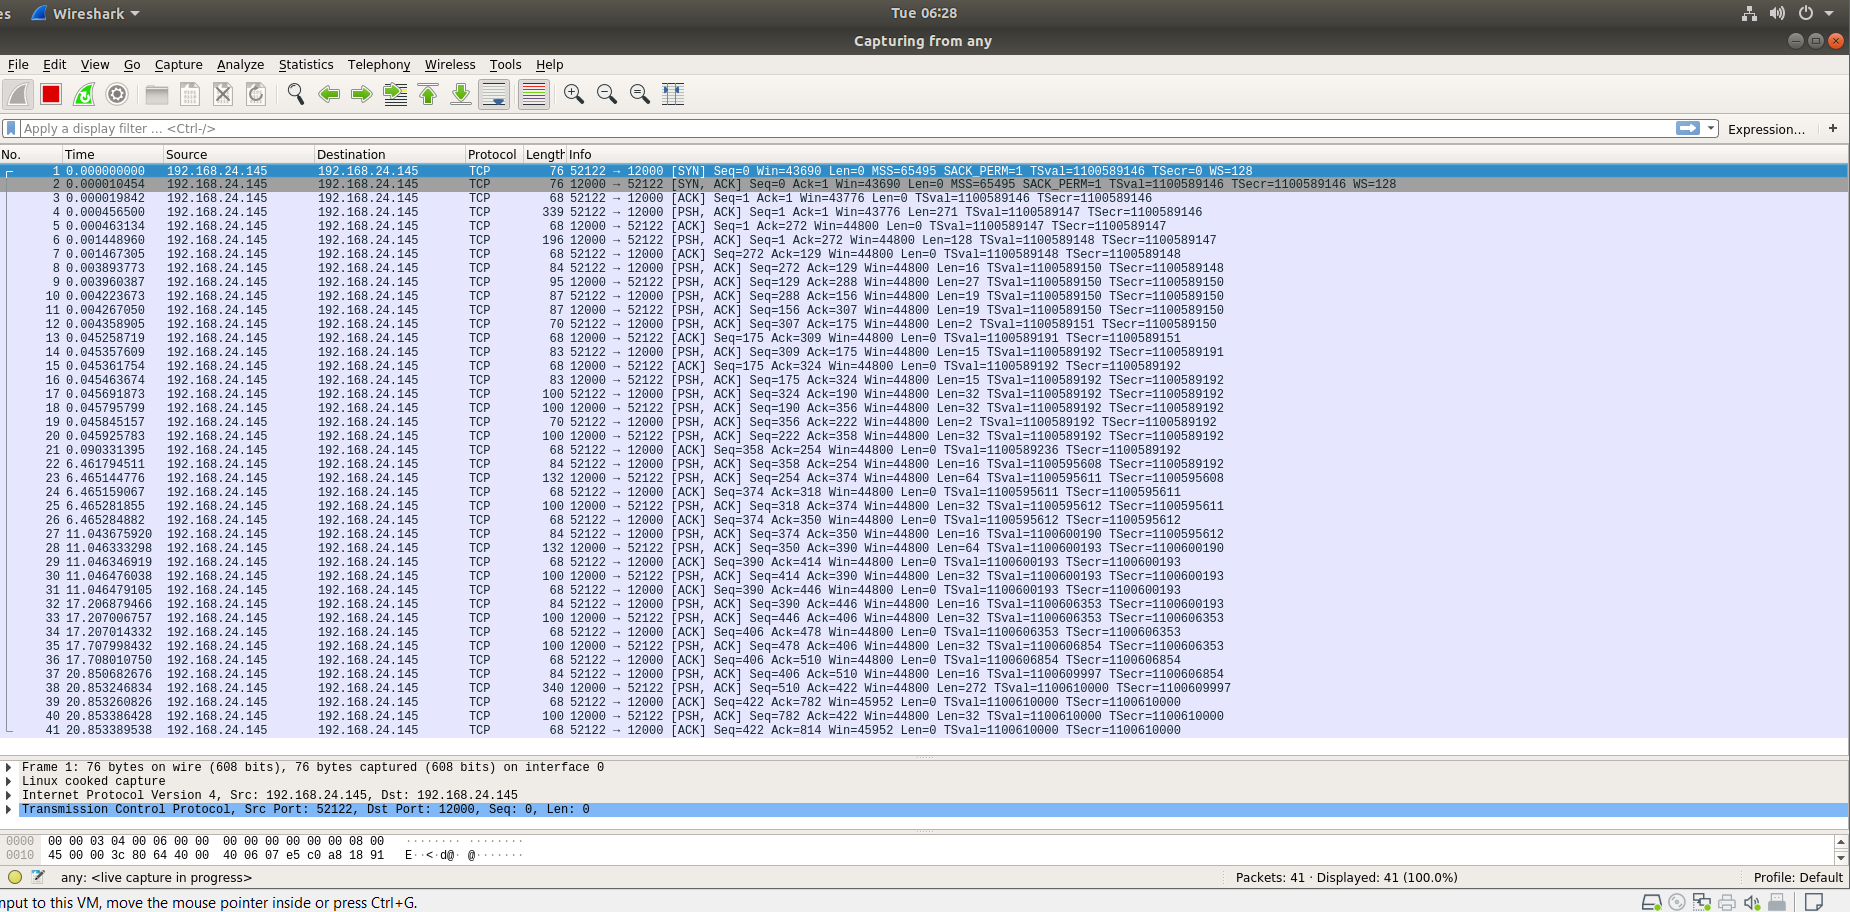 es Wireshark Tue 06:28
Capturing from any
File Edit View Go Capture Analyze Statistics Telephony Wireless Tools Help
Apply a display filter ... <Ctrl-/> Expression... +
No. Time Source Destination Protocol Length Info
1 0.000000000 192.168.24.145 192.168.24.145 TCP 76 52122 → 12000 [SYN] Seq=0 Win=43690 Len=0 MSS=65495 SACK_PERM=1 TSval=1100589146 TSecr=0 WS=128
2 0.000010454 192.168.24.145 192.168.24.145 TCP 76 12000 → 52122 [SYN, ACK] Seq=0 Ack=1 Win=43690 Len=0 MSS=65495 SACK_PERM=1 TSval=1100589146 TSecr=1100589146 WS=128
3 0.000019842 192.168.24.145 192.168.24.145 TCP 68 52122 → 12000 [ACK] Seq=1 Ack=1 Win=43776 Len=0 TSval=1100589146 TSecr=1100589146
4 0.000456500 192.168.24.145 192.168.24.145 TCP 339 52122 → 12000 [PSH, ACK] Seq=1 Ack=1 Win=43776 Len=271 TSval=1100589147 TSecr=1100589146
5 0.000463134 192.168.24.145 192.168.24.145 TCP 68 12000 → 52122 [ACK] Seq=1 Ack=272 Win=44800 Len=0 TSval=1100589147 TSecr=1100589147
6 0.001448960 192.168.24.145 192.168.24.145 TCP 196 12000 → 52122 [PSH, ACK] Seq=1 Ack=272 Win=44800 Len=128 TSval=1100589148 TSecr=1100589147
7 0.001467305 192.168.24.145 192.168.24.145 TCP 68 52122 → 12000 [ACK] Seq=272 Ack=129 Win=44800 Len=0 TSval=1100589148 TSecr=1100589148
8 0.003893773 192.168.24.145 192.168.24.145 TCP 84 52122 → 12000 [PSH, ACK] Seq=272 Ack=129 Win=44800 Len=16 TSval=1100589150 TSecr=1100589148
9 0.003960387 192.168.24.145 192.168.24.145 TCP 95 12000 → 52122 [PSH, ACK] Seq=129 Ack=288 Win=44800 Len=27 TSval=1100589150 TSecr=1100589150
10 0.004223673 192.168.24.145 192.168.24.145 TCP 87 52122 → 12000 [PSH, ACK] Seq=288 Ack=156 Win=44800 Len=19 TSval=1100589150 TSecr=1100589150
11 0.004267050 192.168.24.145 192.168.24.145 TCP 87 12000 → 52122 [PSH, ACK] Seq=156 Ack=307 Win=44800 Len=19 TSval=1100589150 TSecr=1100589150
12 0.004358905 192.168.24.145 192.168.24.145 TCP 70 52122 → 12000 [PSH, ACK] Seq=307 Ack=175 Win=44800 Len=2 TSval=1100589151 TSecr=1100589150
13 0.045258719 192.168.24.145 192.168.24.145 TCP 68 12000 → 52122 [ACK] Seq=175 Ack=309 Win=44800 Len=0 TSval=1100589191 TSecr=1100589151
14 0.045357609 192.168.24.145 192.168.24.145 TCP 83 52122 → 12000 [PSH, ACK] Seq=309 Ack=175 Win=44800 Len=15 TSval=1100589192 TSecr=1100589191
15 0.045361754 192.168.24.145 192.168.24.145 TCP 68 12000 → 52122 [ACK] Seq=175 Ack=324 Win=44800 Len=0 TSval=1100589192 TSecr=1100589192
16 0.045463674 192.168.24.145 192.168.24.145 TCP 83 12000 → 52122 [PSH, ACK] Seq=175 Ack=324 Win=44800 Len=15 TSval=1100589192 TSecr=1100589192
17 0.045691873 192.168.24.145 192.168.24.145 TCP 100 52122 → 12000 [PSH, ACK] Seq=324 Ack=190 Win=44800 Len=32 TSval=1100589192 TSecr=1100589192
18 0.045795799 192.168.24.145 192.168.24.145 TCP 100 12000 → 52122 [PSH, ACK] Seq=190 Ack=356 Win=44800 Len=32 TSval=1100589192 TSecr=1100589192
19 0.045845157 192.168.24.145 192.168.24.145 TCP 70 52122 → 12000 [PSH, ACK] Seq=356 Ack=222 Win=44800 Len=2 TSval=1100589192 TSecr=1100589192
20 0.045925783 192.168.24.145 192.168.24.145 TCP 100 12000 → 52122 [PSH, ACK] Seq=222 Ack=358 Win=44800 Len=32 TSval=1100589192 TSecr=1100589192
21 0.090331395 192.168.24.145 192.168.24.145 TCP 68 52122 → 12000 [ACK] Seq=358 Ack=254 Win=44800 Len=0 TSval=1100589236 TSecr=1100589192
22 6.461794511 192.168.24.145 192.168.24.145 TCP 84 52122 → 12000 [PSH, ACK] Seq=358 Ack=254 Win=44800 Len=16 TSval=1100595608 TSecr=1100589192
23 6.465144776 192.168.24.145 192.168.24.145 TCP 132 12000 → 52122 [PSH, ACK] Seq=254 Ack=374 Win=44800 Len=64 TSval=1100595611 TSecr=1100595608
24 6.465159067 192.168.24.145 192.168.24.145 TCP 68 52122 → 12000 [ACK] Seq=374 Ack=318 Win=44800 Len=0 TSval=1100595611 TSecr=1100595611
25 6.465281855 192.168.24.145 192.168.24.145 TCP 100 12000 → 52122 [PSH, ACK] Seq=318 Ack=374 Win=44800 Len=32 TSval=1100595612 TSecr=1100595611
26 6.465284882 192.168.24.145 192.168.24.145 TCP 68 52122 → 12000 [ACK] Seq=374 Ack=350 Win=44800 Len=0 TSval=1100595612 TSecr=1100595612
27 11.043675920 192.168.24.145 192.168.24.145 TCP 84 52122 → 12000 [PSH, ACK] Seq=374 Ack=350 Win=44800 Len=16 TSval=1100600190 TSecr=1100595612
28 11.046333298 192.168.24.145 192.168.24.145 TCP 132 12000 → 52122 [PSH, ACK] Seq=350 Ack=390 Win=44800 Len=64 TSval=1100600193 TSecr=1100600190
29 11.046346919 192.168.24.145 192.168.24.145 TCP 68 52122 → 12000 [ACK] Seq=390 Ack=414 Win=44800 Len=0 TSval=1100600193 TSecr=1100600193
30 11.046476038 192.168.24.145 192.168.24.145 TCP 100 12000 → 52122 [PSH, ACK] Seq=414 Ack=390 Win=44800 Len=32 TSval=1100600193 TSecr=1100600193
31 11.046479105 192.168.24.145 192.168.24.145 TCP 68 52122 → 12000 [ACK] Seq=390 Ack=446 Win=44800 Len=0 TSval=1100600193 TSecr=1100600193
32 17.206879466 192.168.24.145 192.168.24.145 TCP 84 52122 → 12000 [PSH, ACK] Seq=390 Ack=446 Win=44800 Len=16 TSval=1100606353 TSecr=1100600193
33 17.207006757 192.168.24.145 192.168.24.145 TCP 100 12000 → 52122 [PSH, ACK] Seq=446 Ack=406 Win=44800 Len=32 TSval=1100606353 TSecr=1100606353
34 17.207014332 192.168.24.145 192.168.24.145 TCP 68 52122 → 12000 [ACK] Seq=406 Ack=478 Win=44800 Len=0 TSval=1100606353 TSecr=1100606353
35 17.707998432 192.168.24.145 192.168.24.145 TCP 100 12000 → 52122 [PSH, ACK] Seq=478 Ack=406 Win=44800 Len=32 TSval=1100606854 TSecr=1100606353
36 17.708010750 192.168.24.145 192.168.24.145 TCP 68 52122 → 12000 [ACK] Seq=406 Ack=510 Win=44800 Len=0 TSval=1100606854 TSecr=1100606854
37 20.850682676 192.168.24.145 192.168.24.145 TCP 84 52122 → 12000 [PSH, ACK] Seq=406 Ack=510 Win=44800 Len=16 TSval=1100609997 TSecr=1100606854
38 20.853246834 192.168.24.145 192.168.24.145 TCP 340 12000 → 52122 [PSH, ACK] Seq=510 Ack=422 Win=44800 Len=272 TSval=1100610000 TSecr=1100609997
39 20.853260826 192.168.24.145 192.168.24.145 TCP 68 52122 → 12000 [ACK] Seq=422 Ack=782 Win=45952 Len=0 TSval=1100610000 TSecr=1100610000
40 20.853386428 192.168.24.145 192.168.24.145 TCP 100 12000 → 52122 [PSH, ACK] Seq=782 Ack=422 Win=44800 Len=32 TSval=1100610000 TSecr=1100610000
41 20.853389538 192.168.24.145 192.168.24.145 TCP 68 52122 → 12000 [ACK] Seq=422 Ack=814 Win=45952 Len=0 TSval=1100610000 TSecr=1100610000
Frame 1: 76 bytes on wire (608 bits), 76 bytes captured (608 bits) on interface 0
Linux cooked capture
Internet Protocol Version 4, Src: 192.168.24.145, Dst: 192.168.24.145
Transmission Control Protocol, Src Port: 52122, Dst Port: 12000, Seq: 0, Len: 0
0000 00 00 03 04 00 06 00 00 00 00 00 00 00 00 08 00 ········ ········
0010 45 00 00 3c 80 64 40 00 40 06 07 e5 c0 a8 18 91 E··<·d@· @·······
any: <live capture in progress> Packets: 41 · Displayed: 41 (100.0%) Profile: Default
nput to this VM, move the mouse pointer inside or press Ctrl+G.